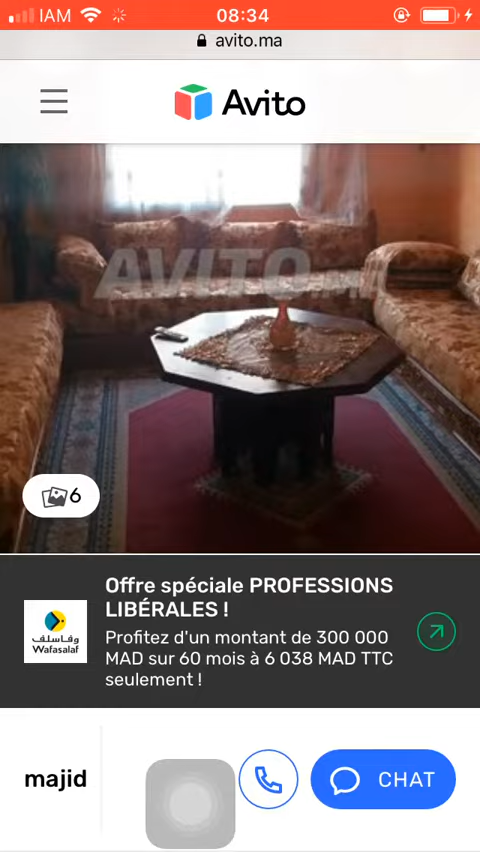 IAM 08:34
avito.ma
Avito
AVITO.MA
6
Offre spéciale PROFESSIONS
LIBÉRALES !
وفاسلف
Wafasalaf
Profitez d'un montant de 300 000
MAD sur 60 mois à 6 038 MAD TTC
seulement !
majid
CHAT